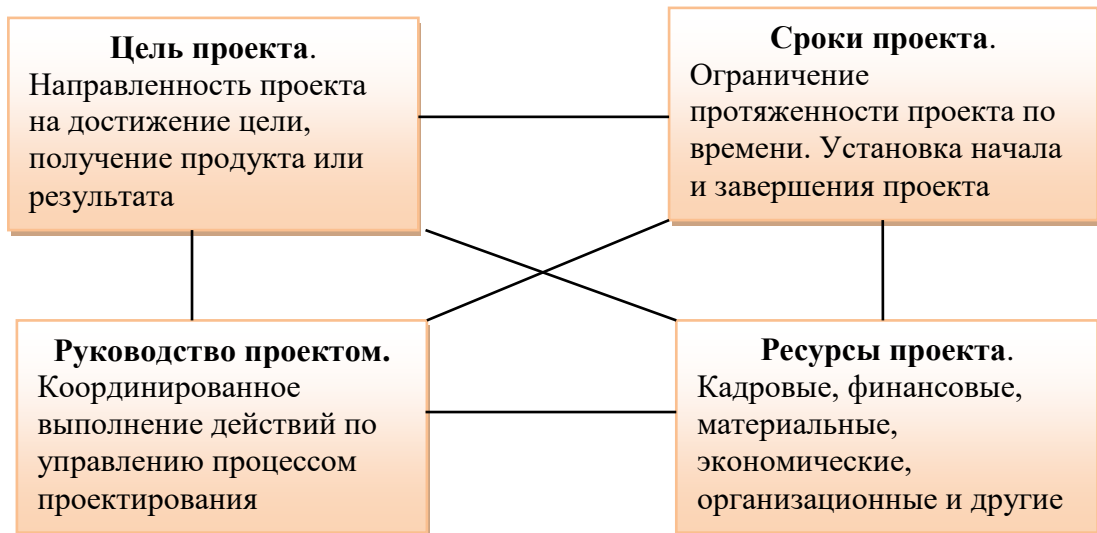 Цель проекта.
Направленность проекта
на достижение цели,
получение продукта или
результата
Сроки проекта.
Ограничение
протяженности проекта по
времени. Установка начала
и завершения проекта
Руководство проектом.
Координированное
выполнение действий по
управлению процессом
проектирования
Ресурсы проекта.
Кадровые, финансовые,
материальные,
экономические,
организационные и другие